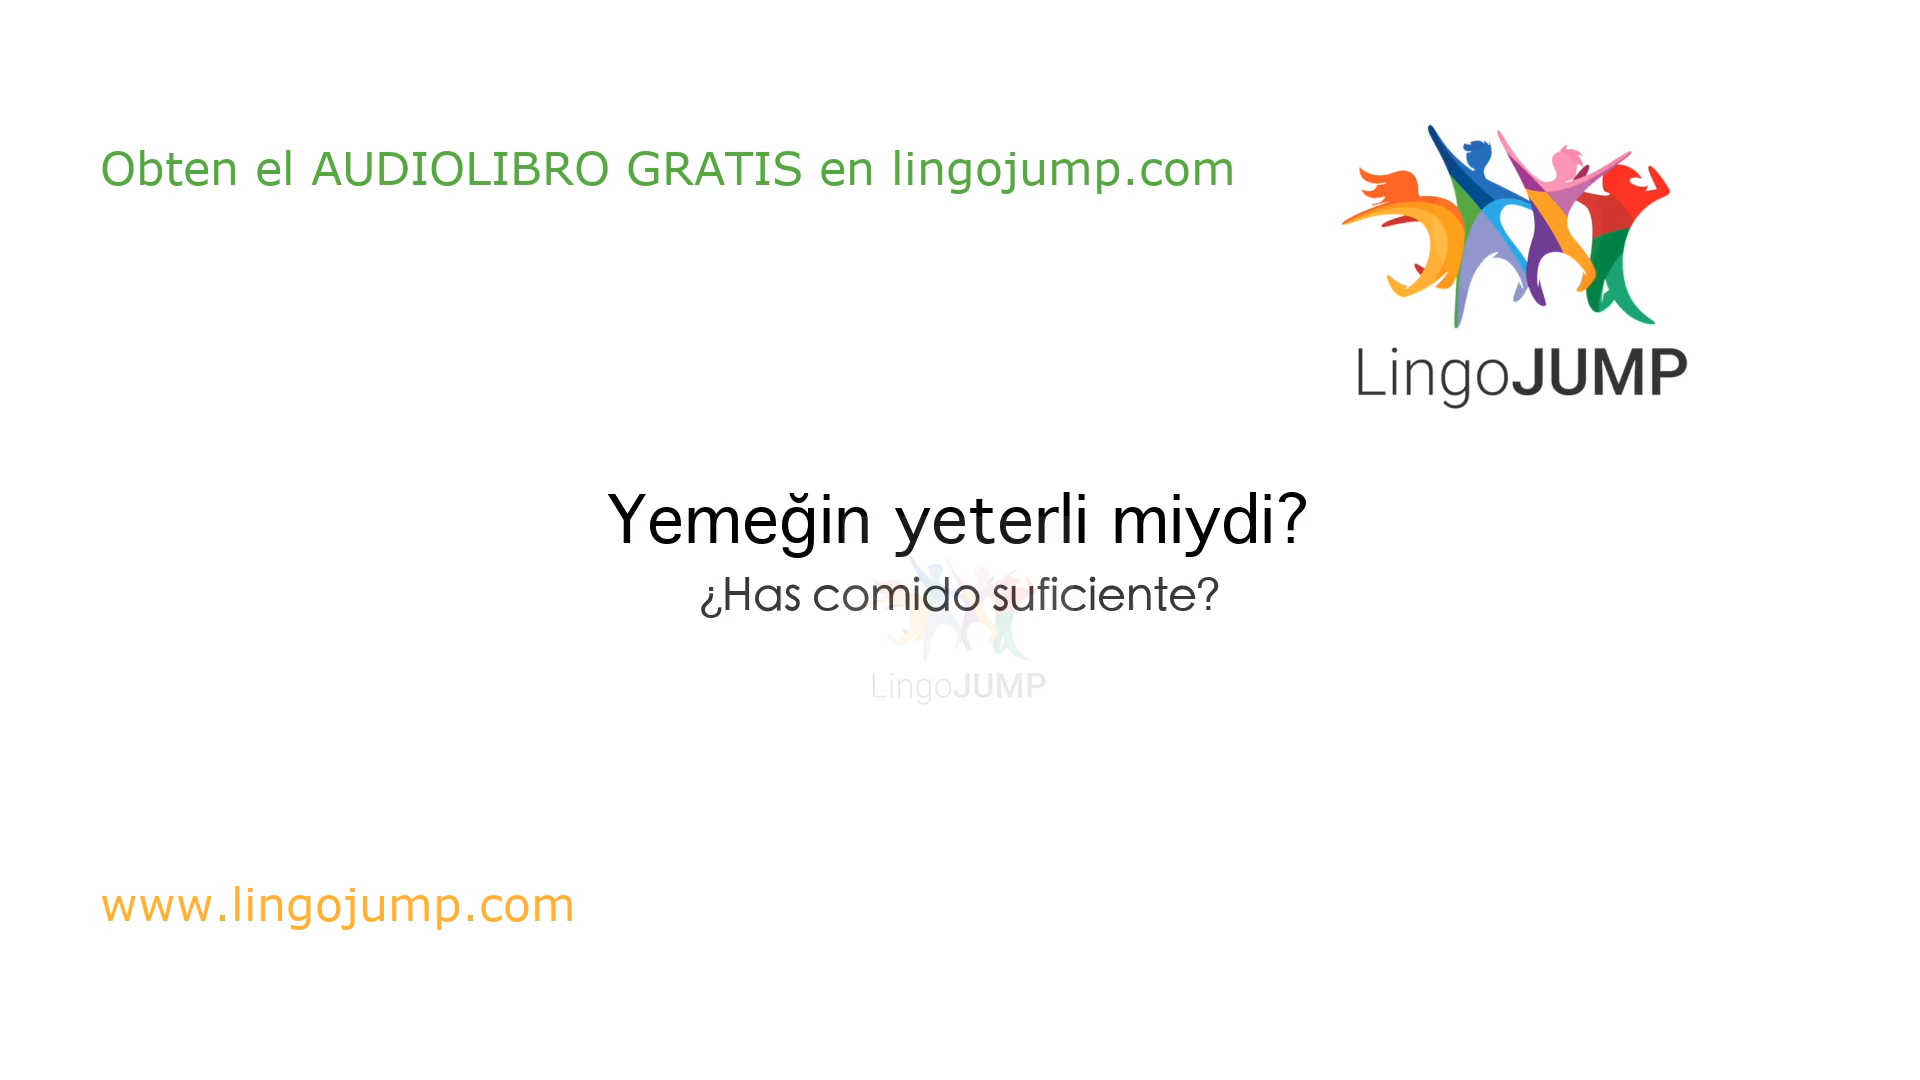 Obten el AUDIOLIBRO GRATIS en lingojump.com
LingoJUMP
Yemeğin yeterli miydi?
¿Has comido suficiente?
LingoJUMP
www.lingojump.com